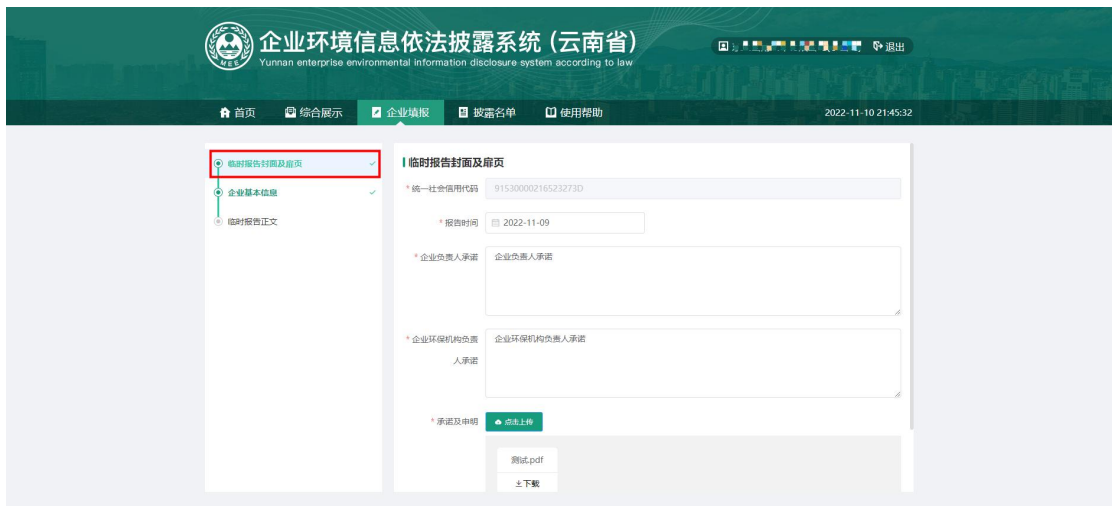 企业环境信息依法披露系统 (云南省)
Yunnan enterprise environmental information disclosure system according to law
退出
首页 综合展示 企业填报 披露名单 使用帮助 2022-11-10 21:45:32
临时报告封面及扉页
企业基本信息
临时报告正文
临时报告封面及扉页
*统一社会信用代码 91530000216523273D
*报告时间 2022-11-09
*企业负责人承诺 企业负责人承诺
*企业环保机构负责 企业环保机构负责人承诺
人承诺
*承诺及申明 点击上传
测试.pdf
下载